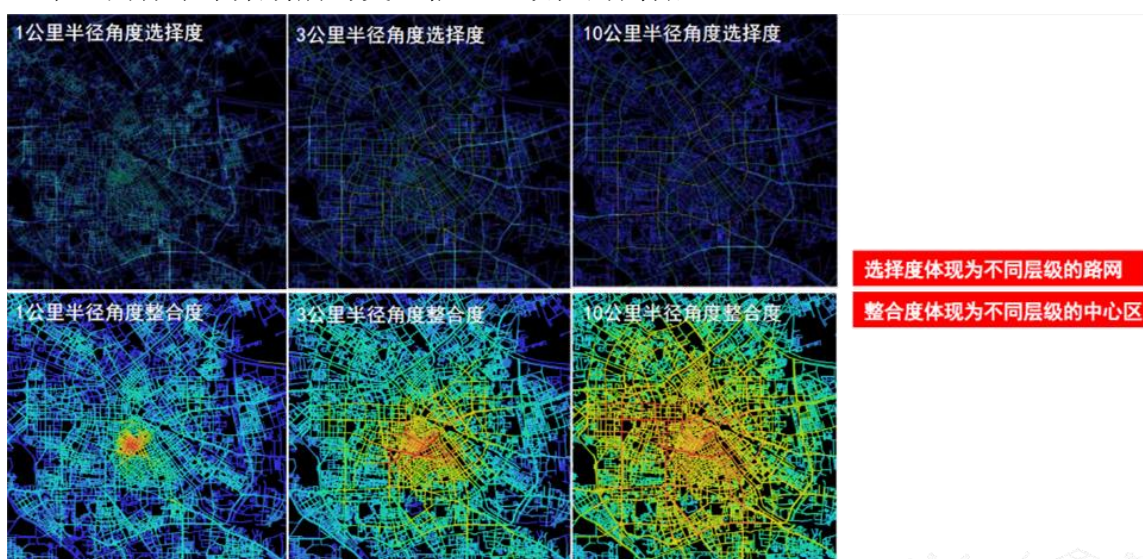 1公里半径角度选择度
3公里半径角度选择度
10公里半径角度选择度
选择度体现为不同层级的路网
整合度体现为不同层级的中心区
1公里半径角度整合度
3公里半径角度整合度
10公里半径角度整合度